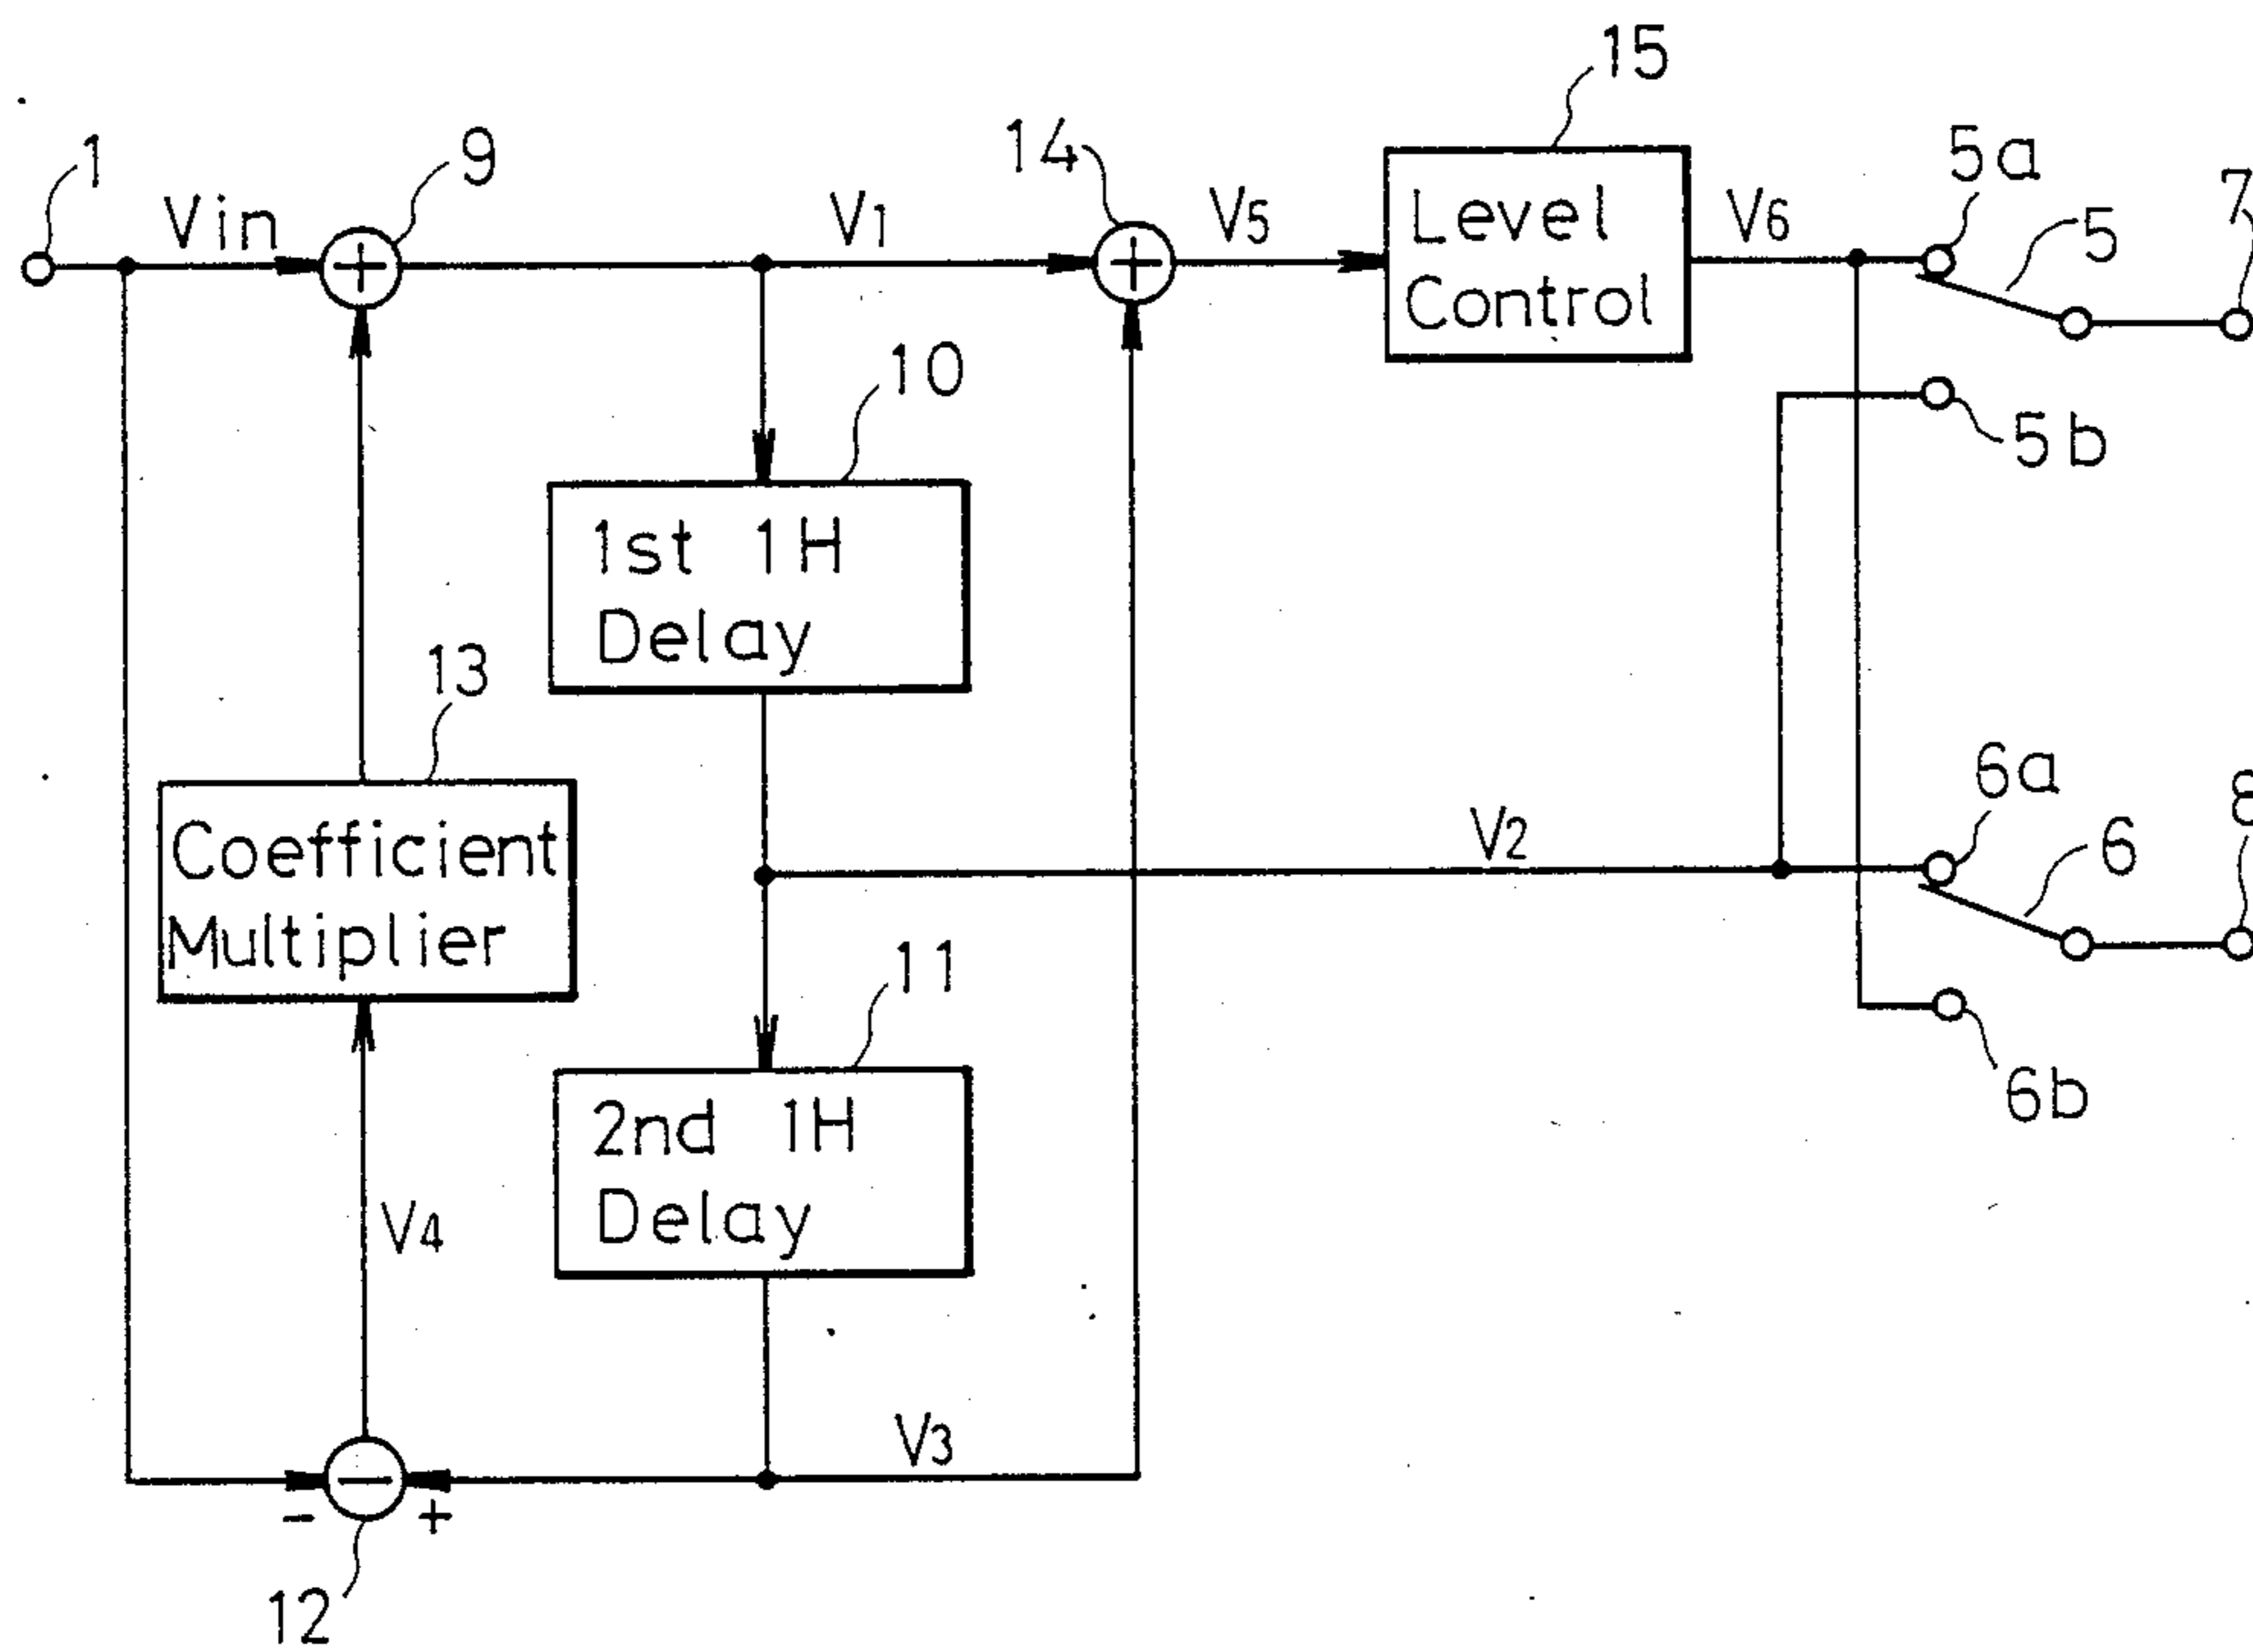 15
1
9
14
5a
7
Vin
V1
V5
Level
Control
V6
5
10
5b
1st 1H
Delay
13
6a
8
Coefficient
Multiplier
V2
6
11
6b
2nd 1H
Delay
V4
V3
-
+
12